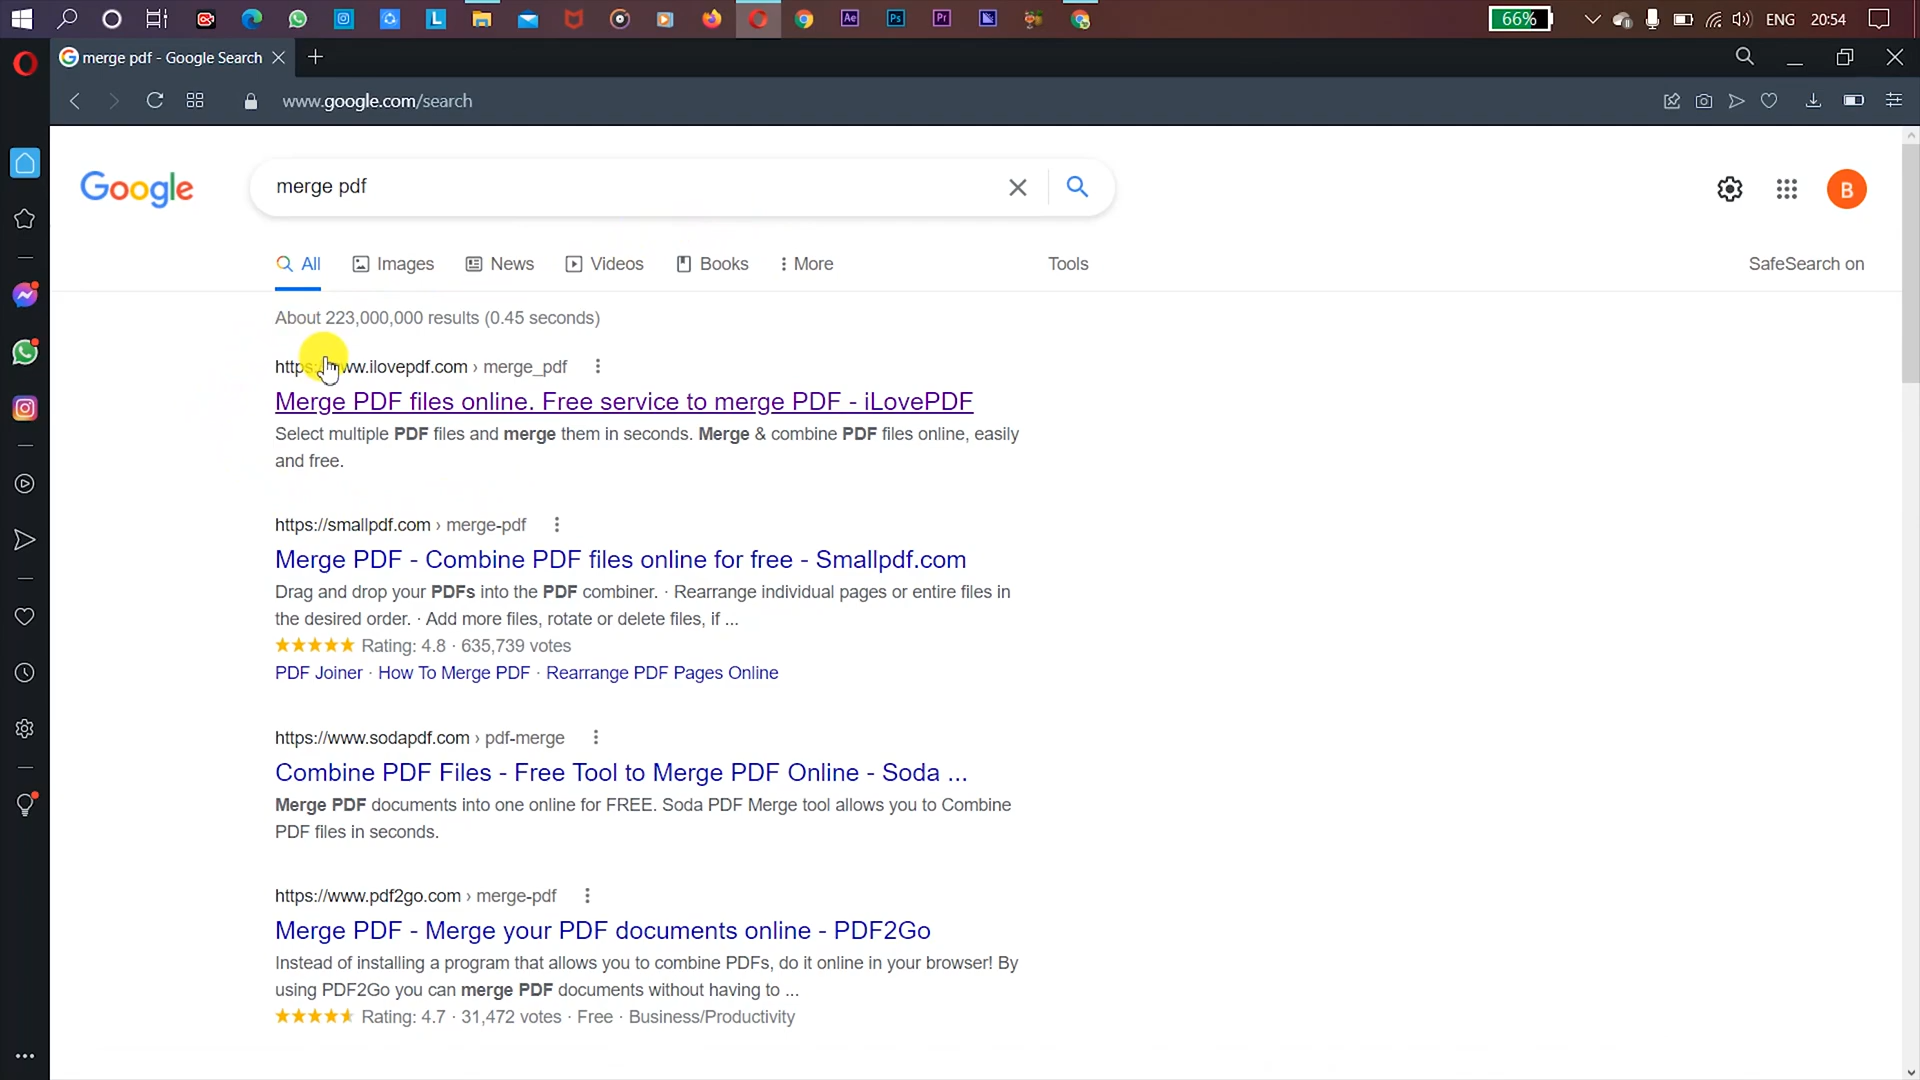 66%
ENG
20:54
merge pdf - Google Search
www.google.com/search
Google
merge pdf
B
All
Images
News
Videos
Books
More
Tools
SafeSearch on
About 223,000,000 results (0.45 seconds)
https://www.ilovepdf.com › merge_pdf
Merge PDF files online. Free service to merge PDF - iLovePDF
Select multiple PDF files and merge them in seconds. Merge & combine PDF files online, easily
and free.
https://smallpdf.com › merge-pdf
Merge PDF - Combine PDF files online for free - Smallpdf.com
Drag and drop your PDFs into the PDF combiner. · Rearrange individual pages or entire files in
the desired order. · Add more files, rotate or delete files, if ...
Rating: 4.8 · 635,739 votes
PDF Joiner · How To Merge PDF · Rearrange PDF Pages Online
https://www.sodapdf.com › pdf-merge
Combine PDF Files - Free Tool to Merge PDF Online - Soda ...
Merge PDF documents into one online for FREE. Soda PDF Merge tool allows you to Combine
PDF files in seconds.
https://www.pdf2go.com › merge-pdf
Merge PDF - Merge your PDF documents online - PDF2Go
Instead of installing a program that allows you to combine PDFs, do it online in your browser! By
using PDF2Go you can merge PDF documents without having to ...
Rating: 4.7 · 31,472 votes · Free · Business/Productivity